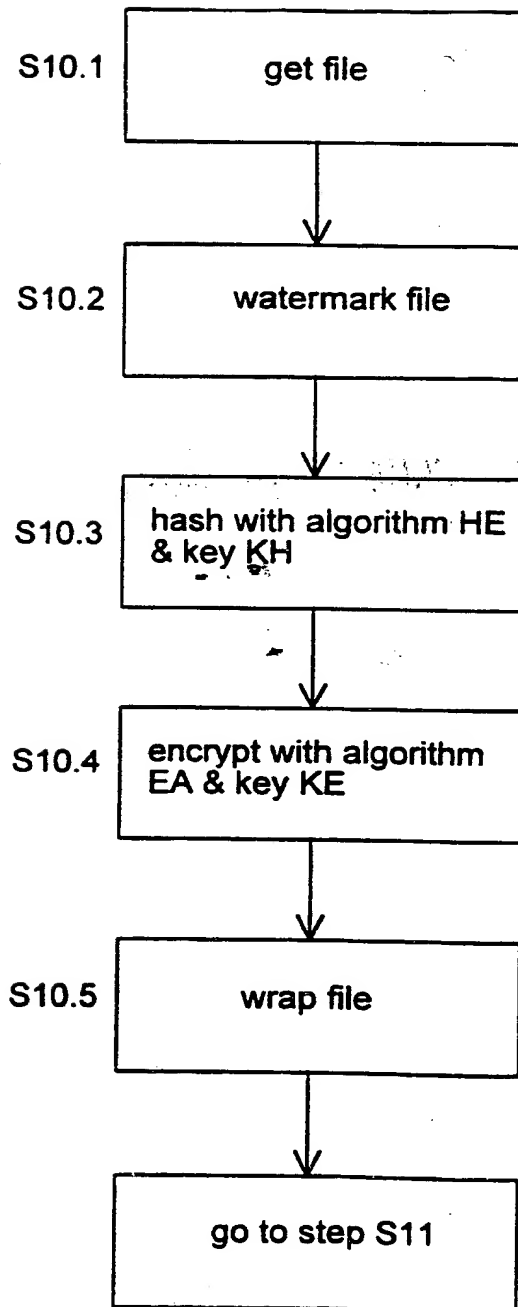 S10.1
get file
S10.2
watermark file
S10.3
hash with algorithm HE
& key KH
S10.4
encrypt with algorithm
EA & key KE
S10.5
wrap file
go to step S11